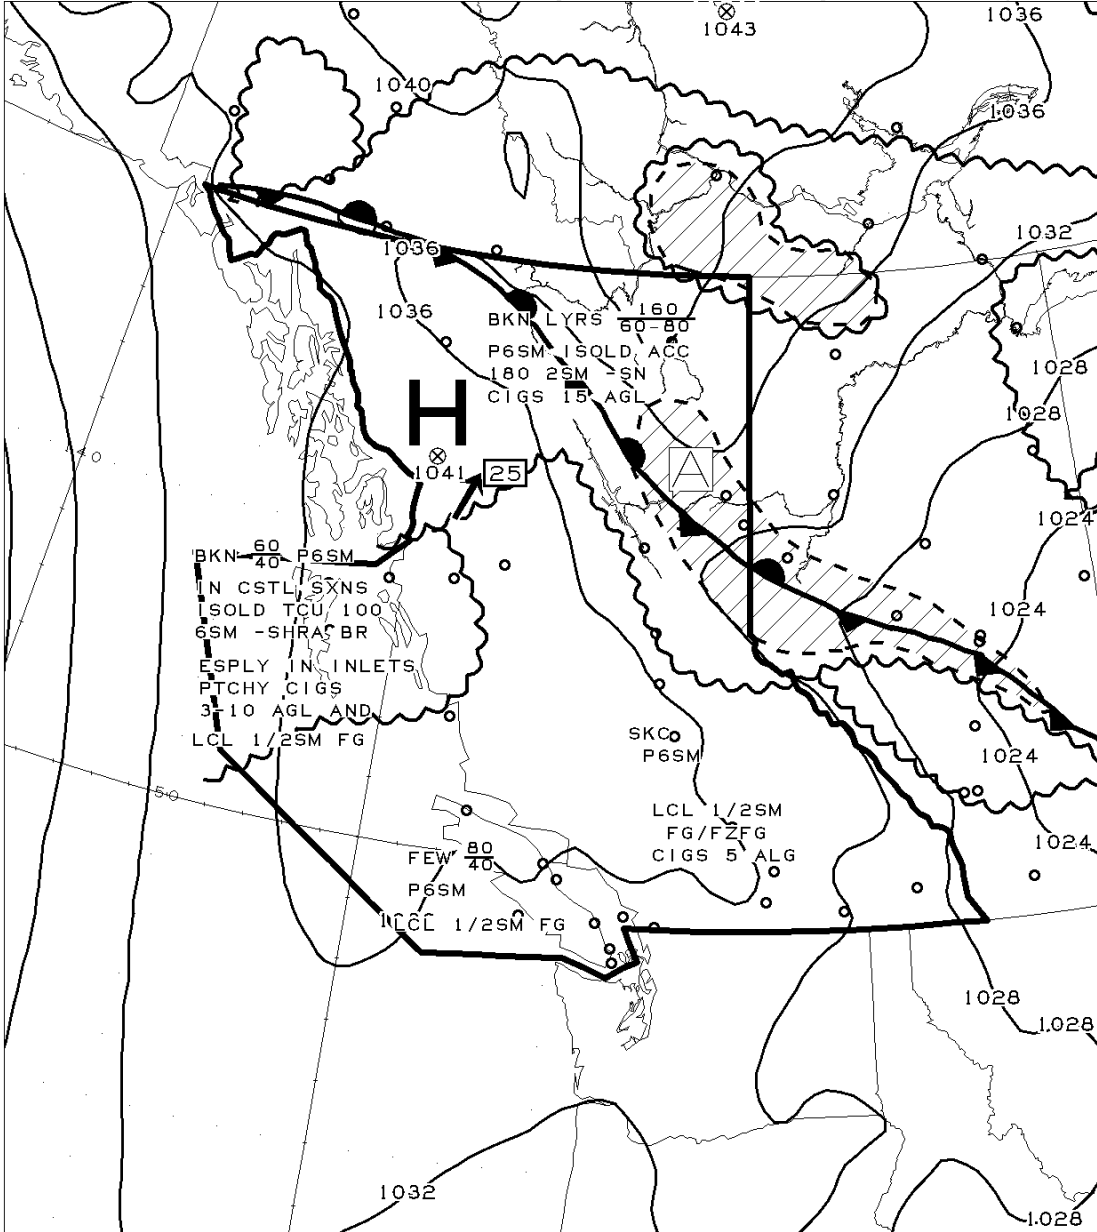 1043
1036
1040
1036
1032
1036
1036
BKN LYRS 160
60-80
P6SM ISOLD ACC
180 2SM -SN
CIGS 15 AGL
1028
1028
H
1041
25
A
40
1024
BKN 60 P6SM
40
IN CSTL SXNS
ISOLD TCU 100
6SM -SHRA BR
ESPLY IN INLETS
PTCHY CIGS
3-10 AGL AND
LCL 1/2SM FG
1024
SKC
P6SM
1024
50
LCL 1/2SM
FG/FZFG
CIGS 5 ALG
1024
FEW 80
40
P6SM
LCL 1/2SM FG
1028
1028
1032
1028